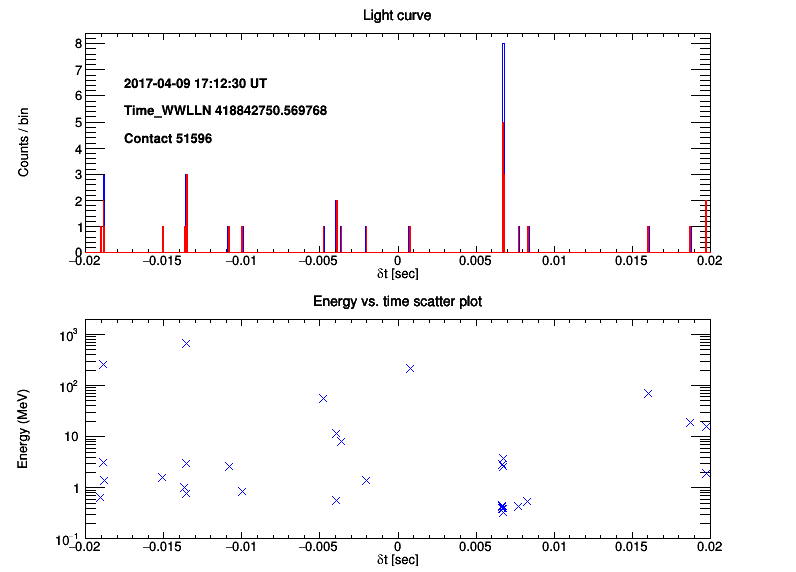 Light curve
Counts / bin
8
7
6
5
4
3
2
1
0
2017-04-09 17:12:30 UT
Time_WWLLN 418842750.569768
Contact 51596
−0.02 −0.015 −0.01 −0.005 0 0.005 0.01 0.015 0.02
δt [sec]
Energy vs. time scatter plot
Energy (MeV)
10³
10²
10
1
10⁻¹
−0.02 −0.015 −0.01 −0.005 0 0.005 0.01 0.015 0.02
δt [sec]